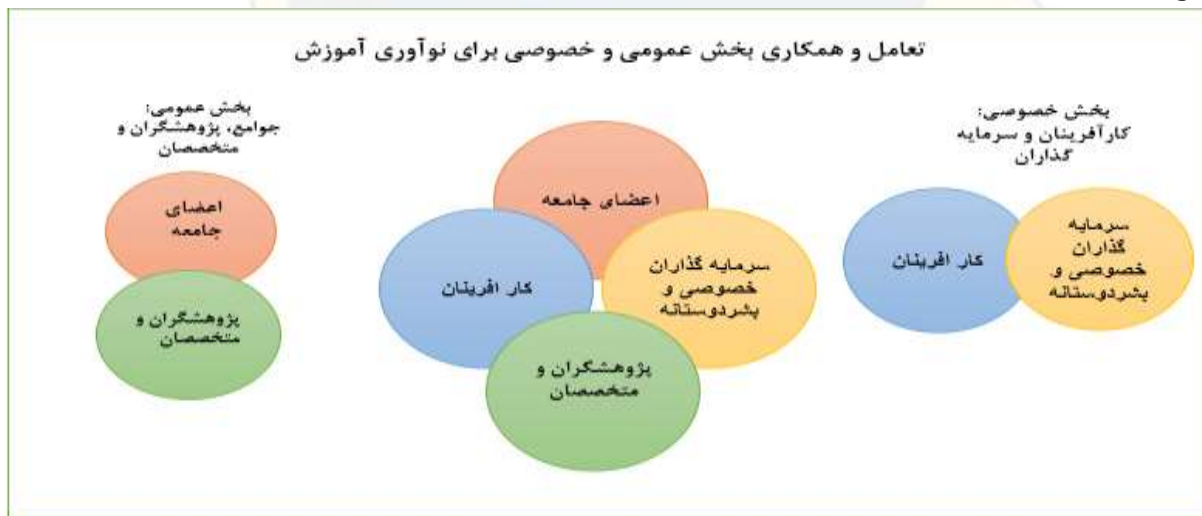 تعامل و همکاری بخش عمومی و خصوصی برای نوآوری آموزش
بخش خصوصی:
کارآفرینان و سرمایه
گذاران
سرمایه
گذاران
خصوصی و
بشردوستانه
کار افرینان
اعضای جامعه
سرمایه گذاران
خصوصی و
بشردوستانه
کار افرینان
پژوهشگران و
متخصصان
بخش عمومی:
جوامع، پژوهشگران و
متخصصان
اعضای
جامعه
پژوهشگران و
متخصصان